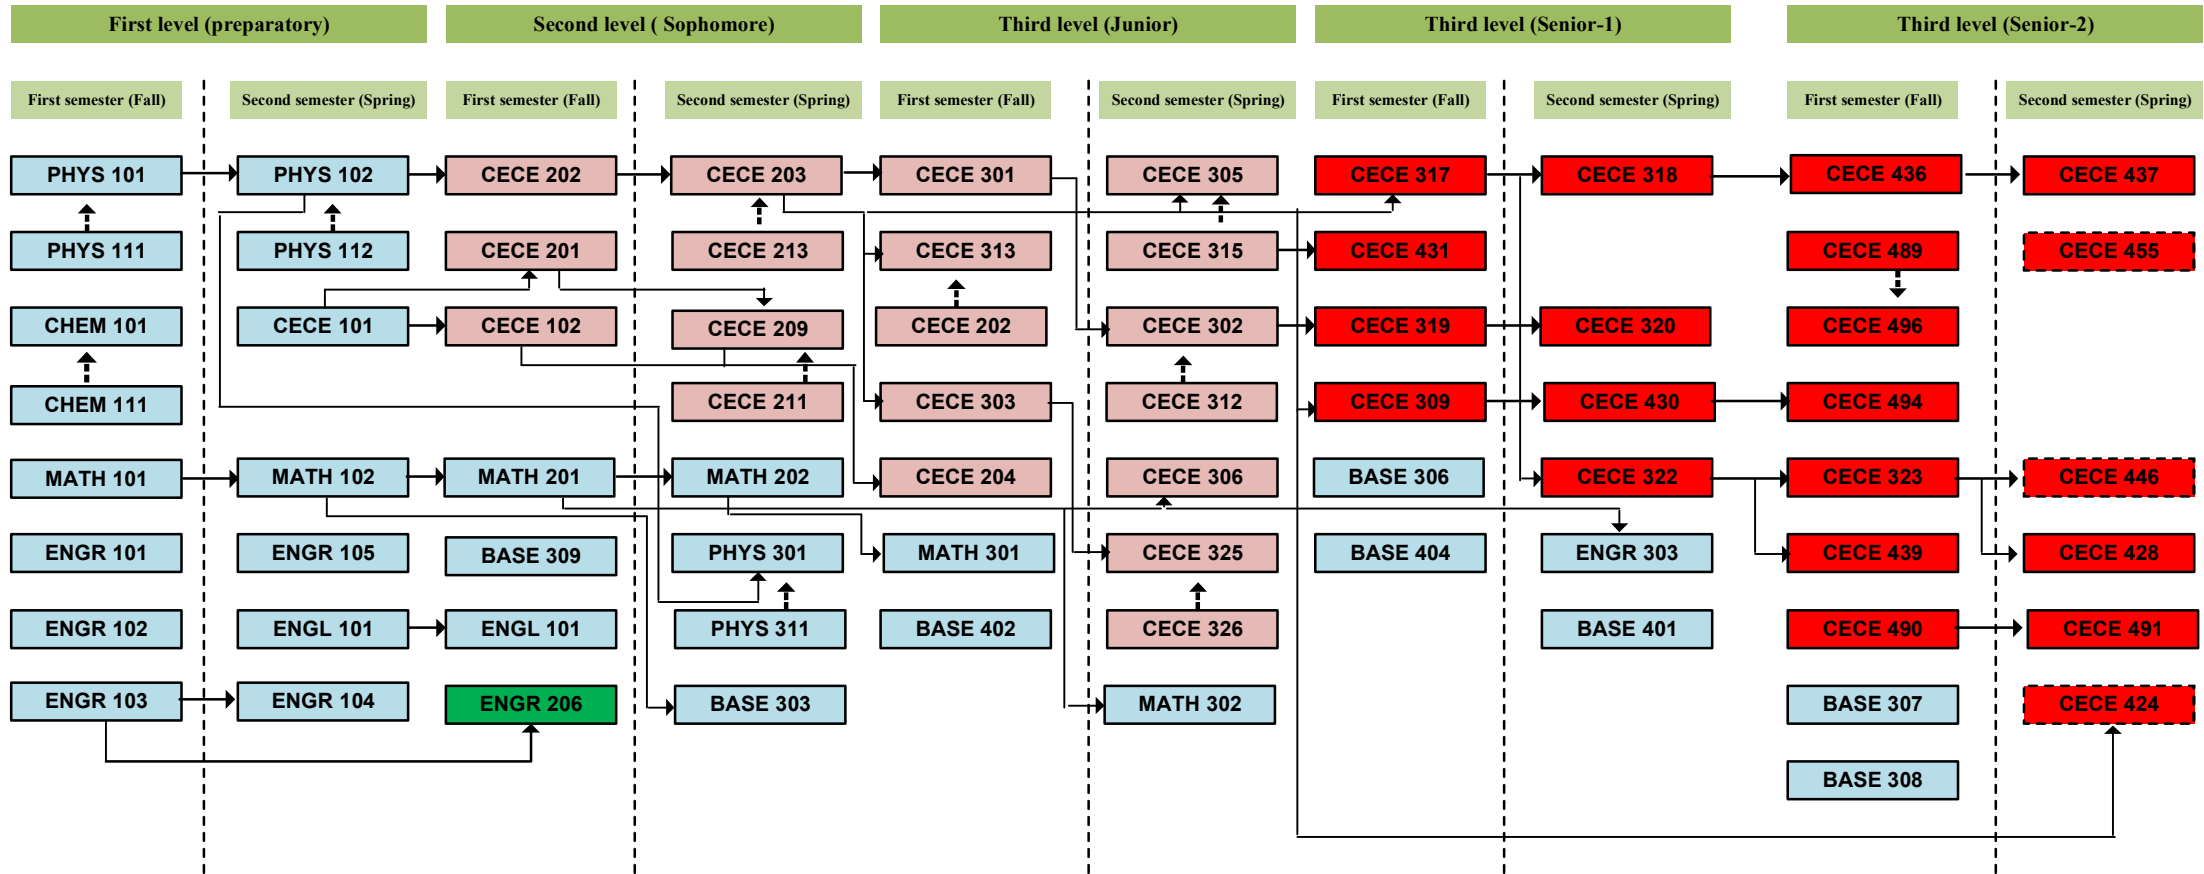 First level (preparatory)
Second level ( Sophomore)
Third level (Junior)
Third level (Senior-1)
Third level (Senior-2)
First semester (Fall)
Second semester (Spring)
First semester (Fall)
Second semester (Spring)
First semester (Fall)
Second semester (Spring)
First semester (Fall)
Second semester (Spring)
First semester (Fall)
Second semester (Spring)
PHYS 101
PHYS 102
CECE 202
CECE 203
CECE 301
CECE 305
CECE 317
CECE 318
CECE 436
CECE 437
PHYS 111
PHYS 112
CECE 201
CECE 213
CECE 313
CECE 315
CECE 431
CECE 489
CECE 455
CHEM 101
CECE 101
CECE 102
CECE 209
CECE 202
CECE 302
CECE 319
CECE 320
CECE 496
CHEM 111
CECE 211
CECE 303
CECE 312
CECE 309
CECE 430
CECE 494
MATH 101
MATH 102
MATH 201
MATH 202
CECE 204
CECE 306
BASE 306
CECE 322
CECE 323
CECE 446
ENGR 101
ENGR 105
BASE 309
PHYS 301
MATH 301
CECE 325
BASE 404
ENGR 303
CECE 439
CECE 428
ENGR 102
ENGL 101
ENGL 101
PHYS 311
BASE 402
CECE 326
BASE 401
CECE 490
CECE 491
ENGR 103
ENGR 104
ENGR 206
BASE 303
MATH 302
BASE 307
CECE 424
BASE 308